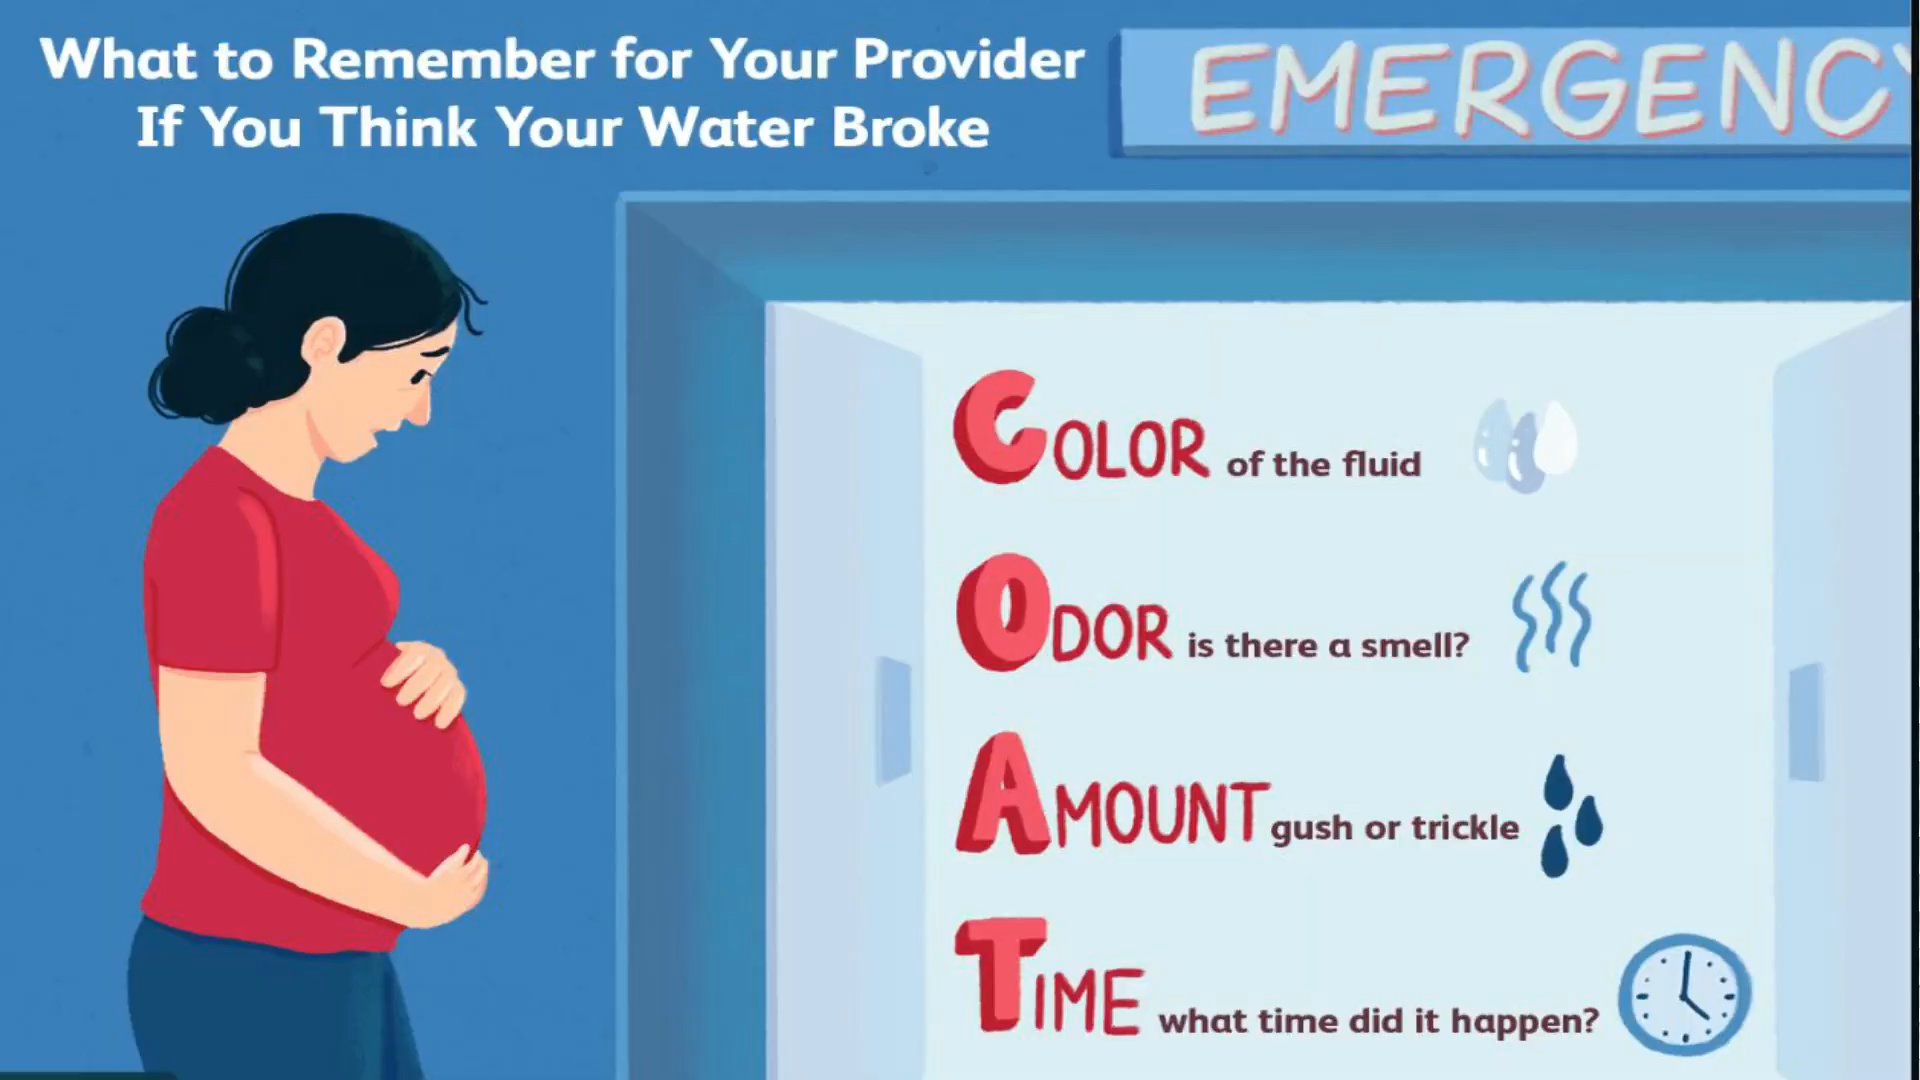 What to Remember for Your Provider
If You Think Your Water Broke
EMERGENCY
COLOR of the fluid
ODOR is there a smell?
AMOUNT gush or trickle
TIME what time did it happen?